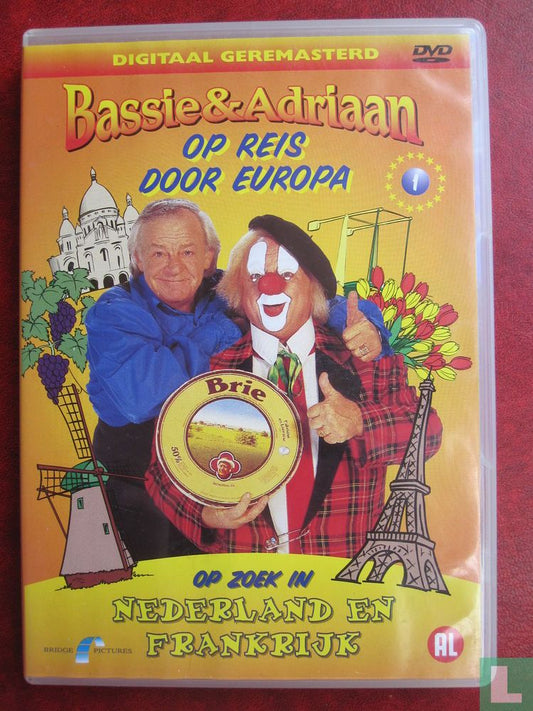 DIGITAAL GEREMASTERD
DVD
Bassie & Adriaan
OP REIS
DOOR EUROPA
1
Brie
50%
OP ZOEK IN
NEDERLAND EN
FRANKRIJK
BRIDGE PICTURES
AL
L